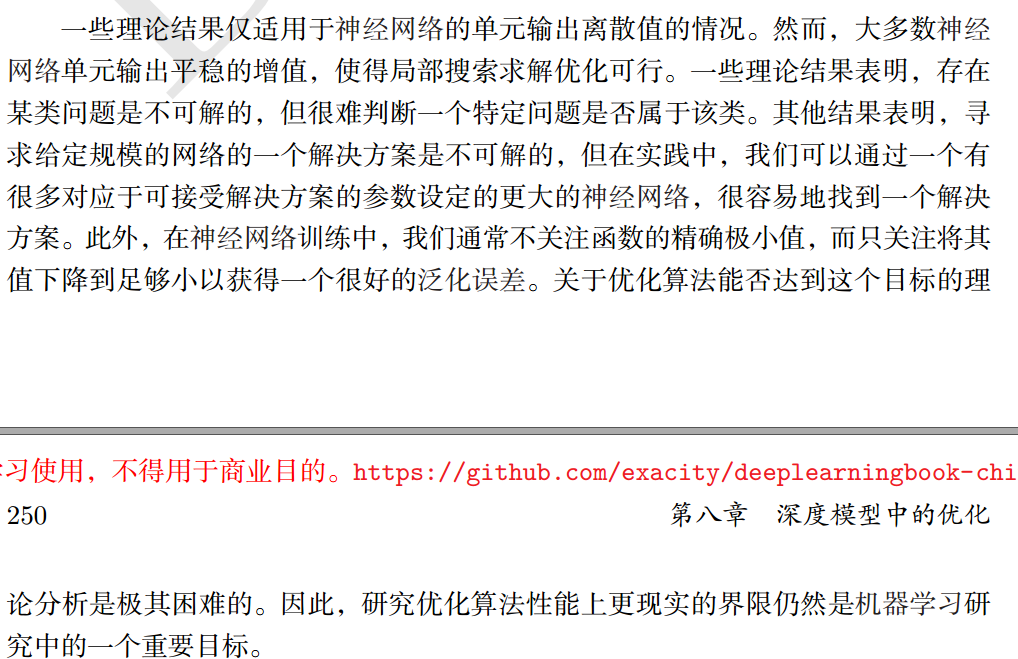 一些理论结果仅适用于神经网络的单元输出离散值的情况。然而，大多数神经
网络单元输出平稳的增值，使得局部搜索求解优化可行。一些理论结果表明，存在
某类问题是不可解的，但很难判断一个特定问题是否属于该类。其他结果表明，寻
求给定规模的网络的一个解决方案是不可解的，但在实践中，我们可以通过一个有
很多对应于可接受解决方案的参数设定的更大的神经网络，很容易地找到一个解决
方案。此外，在神经网络训练中，我们通常不关注函数的精确极小值，而只关注将其
值下降到足够小以获得一个很好的泛化误差。关于优化算法能否达到这个目标的理
习使用，不得用于商业目的。https://github.com/exacity/deeplearningbook-chi
250 第八章 深度模型中的优化
论分析是极其困难的。因此，研究优化算法性能上更现实的界限仍然是机器学习研
究中的一个重要目标。